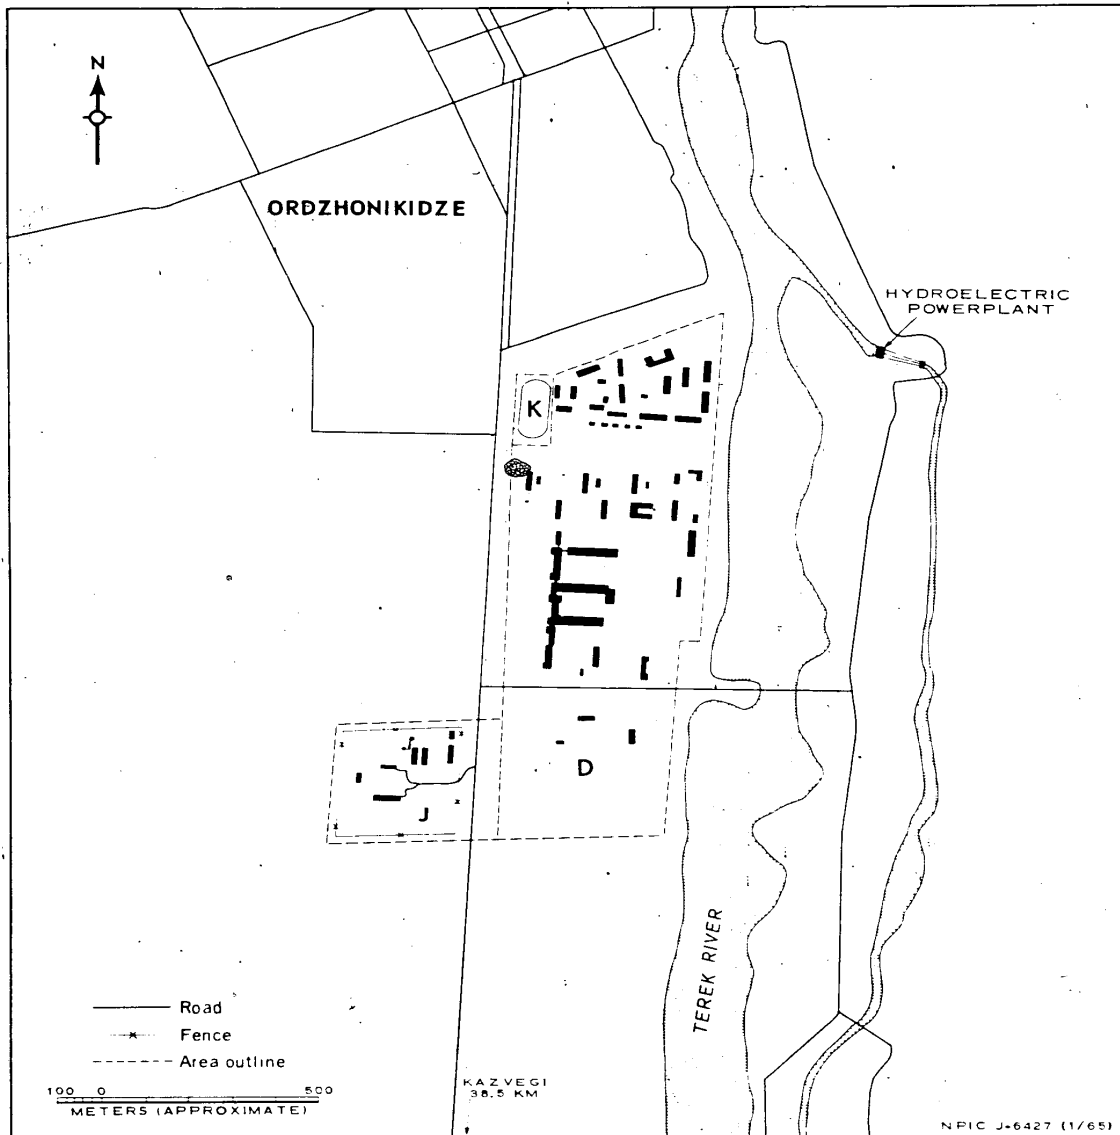 N
ORDZHONIKIDZE
HYDROELECTRIC
POWERPLANT
K
D
J
TEREK RIVER
Road
Fence
Area outline
100 0 500
METERS (APPROXIMATE)
KAZVEGI
38.5 KM
NPIC J-6427 (1/65)